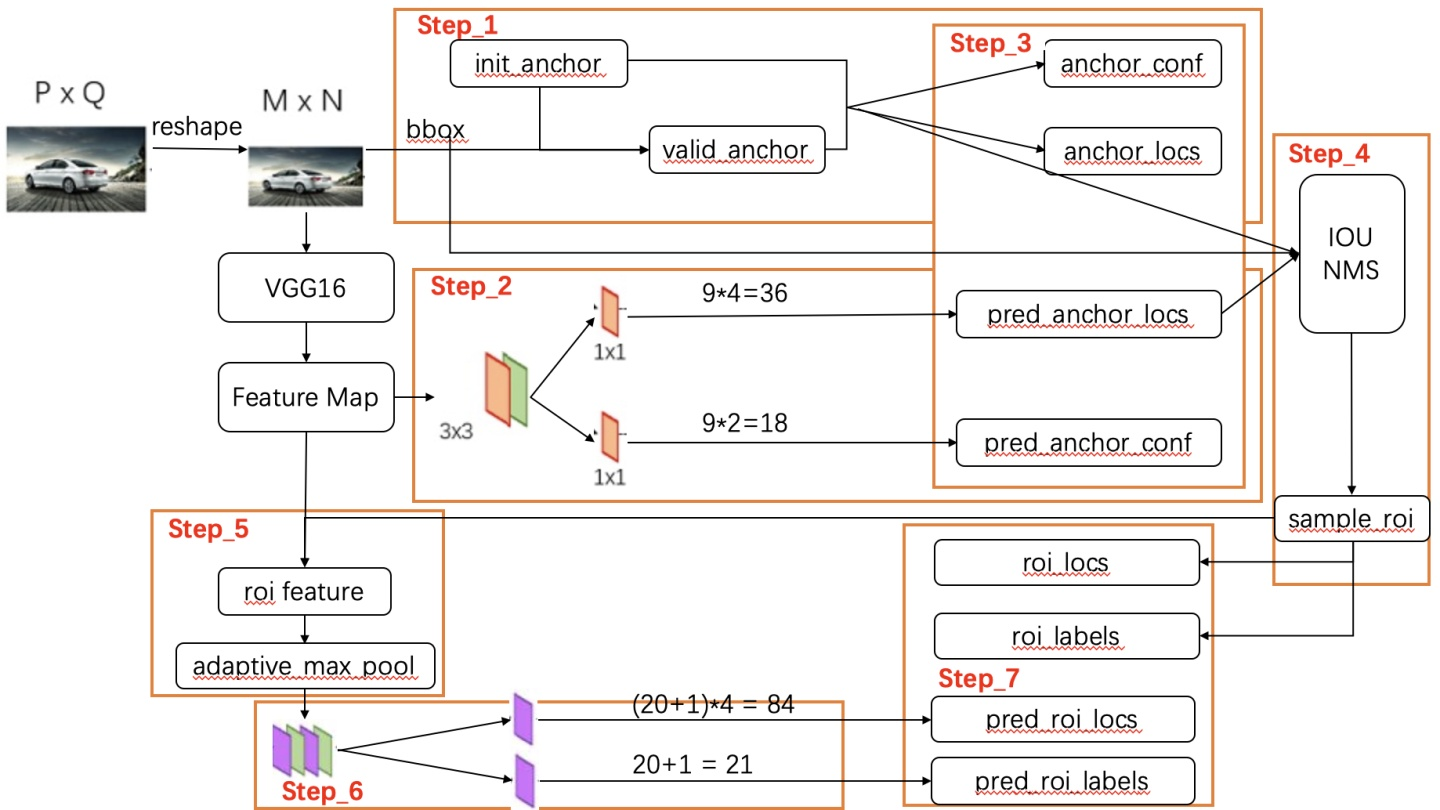 Step_1
init_anchor
Step_3
anchor_conf
P x Q
M x N
reshape
bbox
valid_anchor
anchor_locs
Step_4
IOU
NMS
VGG16
Step_2
9*4=36
pred_anchor_locs
1x1
Feature Map
3x3
9*2=18
pred_anchor_conf
1x1
sample_roi
Step_5
roi_locs
roi feature
roi_labels
adaptive_max_pool
Step_7
(20+1)*4 = 84
pred_roi_locs
20+1 = 21
pred_roi_labels
Step_6